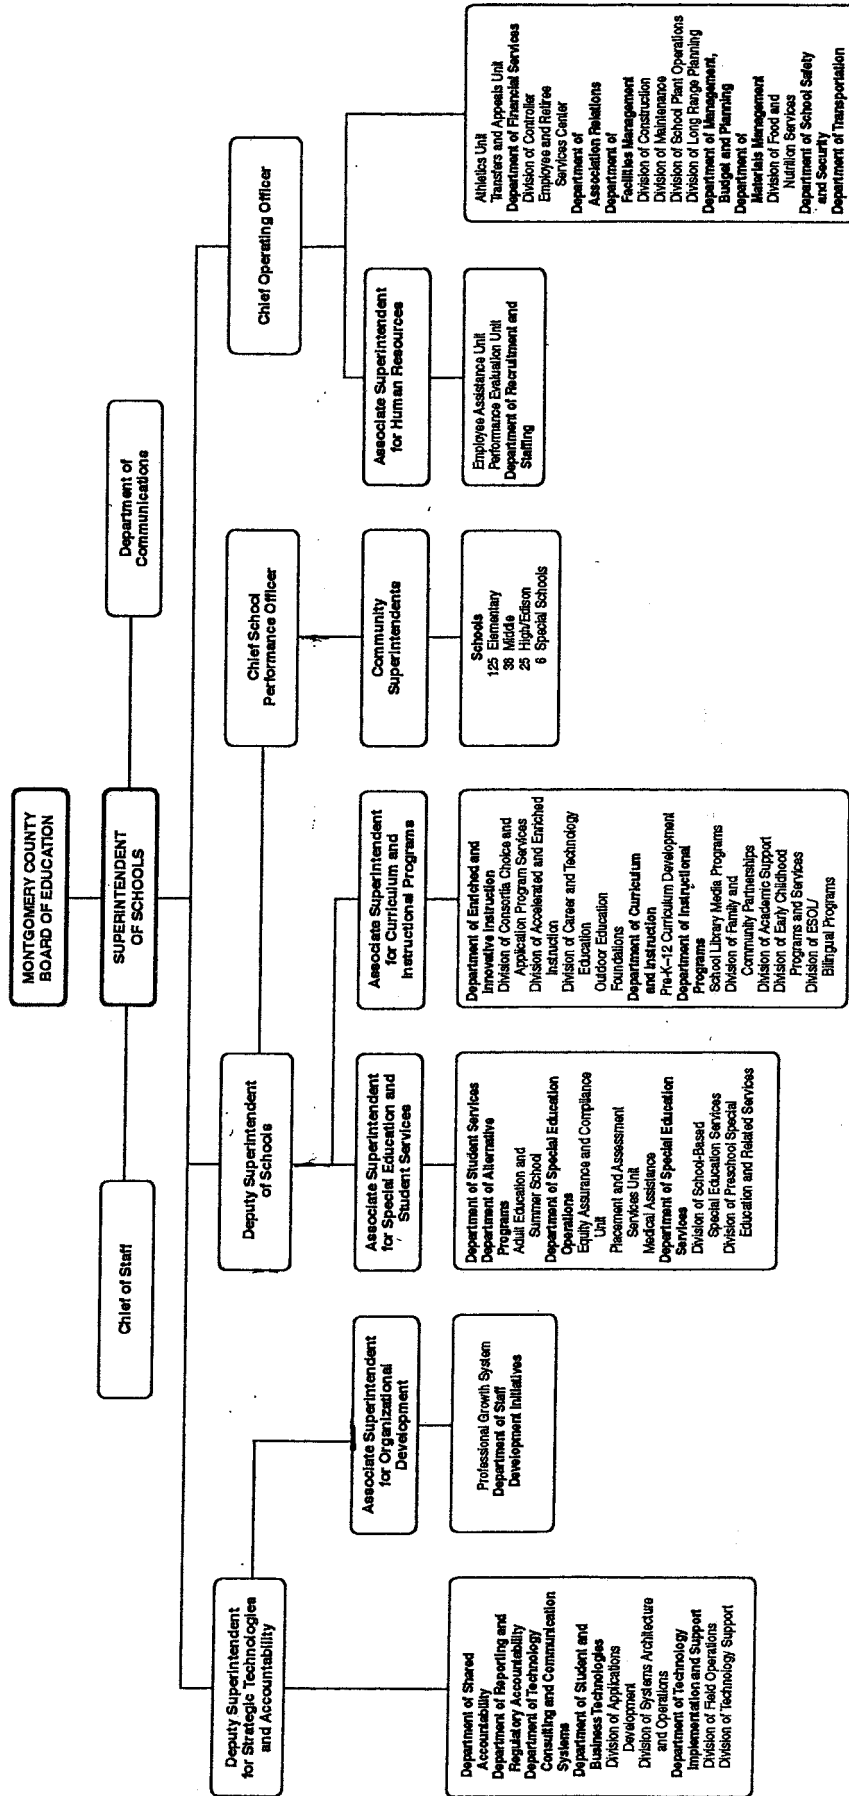 MONTGOMERY COUNTY
BOARD OF EDUCATION
SUPERINTENDENT
OF SCHOOLS
Chief of Staff
Department of
Communications
Deputy Superintendent
for Strategic Technologies
and Accountability
Deputy Superintendent
of Schools
Chief School
Performance Officer
Chief Operating Officer
Associate Superintendent
for Organizational
Development
Associate Superintendent
for Special Education and
Student Services
Associate Superintendent
for Curriculum and
Instructional Programs
Community
Superintendents
Associate Superintendent
for Human Resources
Department of Shared
Accountability
Department of Reporting and
Regulatory Accountability
Department of Technology
Consulting and Communication
Systems
Department of Student and
Business Technologies
Division of Applications
Development
Division of Systems Architecture
and Operations
Department of Technology
Implementation and Support
Division of Field Operations
Division of Technology Support
Professional Growth System
Department of Staff
Development Initiatives
Department of Student Services
Department of Alternative
Programs
Adult Education and
Summer School
Department of Special Education
Operations
Equity Assurance and Compliance
Unit
Placement and Assessment
Services Unit
Medical Assistance
Department of Special Education
Services
Division of School-Based
Special Education Services
Division of Preschool Special
Education and Related Services
Department of Enriched and
Innovative Instruction
Division of Consortia Choice and
Application Program Services
Division of Accelerated and Enriched
Instruction
Division of Career and Technology
Education
Outdoor Education
Foundations
Department of Curriculum
and Instruction
Pre-K–12 Curriculum Development
Department of Instructional
Programs
School Library Media Programs
Division of Family and
Community Partnerships
Division of Academic Support
Division of Early Childhood
Programs and Services
Division of ESOL/
Bilingual Programs
Schools
125 Elementary
38 Middle
25 High/Edison
6 Special Schools
Employee Assistance Unit
Performance Evaluation Unit
Department of Recruitment and
Staffing
Athletics Unit
Transfers and Appeals Unit
Department of Financial Services
Division of Controller
Employee and Retiree
Services Center
Department of
Association Relations
Department of
Facilities Management
Division of Construction
Division of Maintenance
Division of School Plant Operations
Division of Long Range Planning
Department of Management,
Budget and Planning
Department of
Materials Management
Division of Food and
Nutrition Services
Department of School Safety
and Security
Department of Transportation